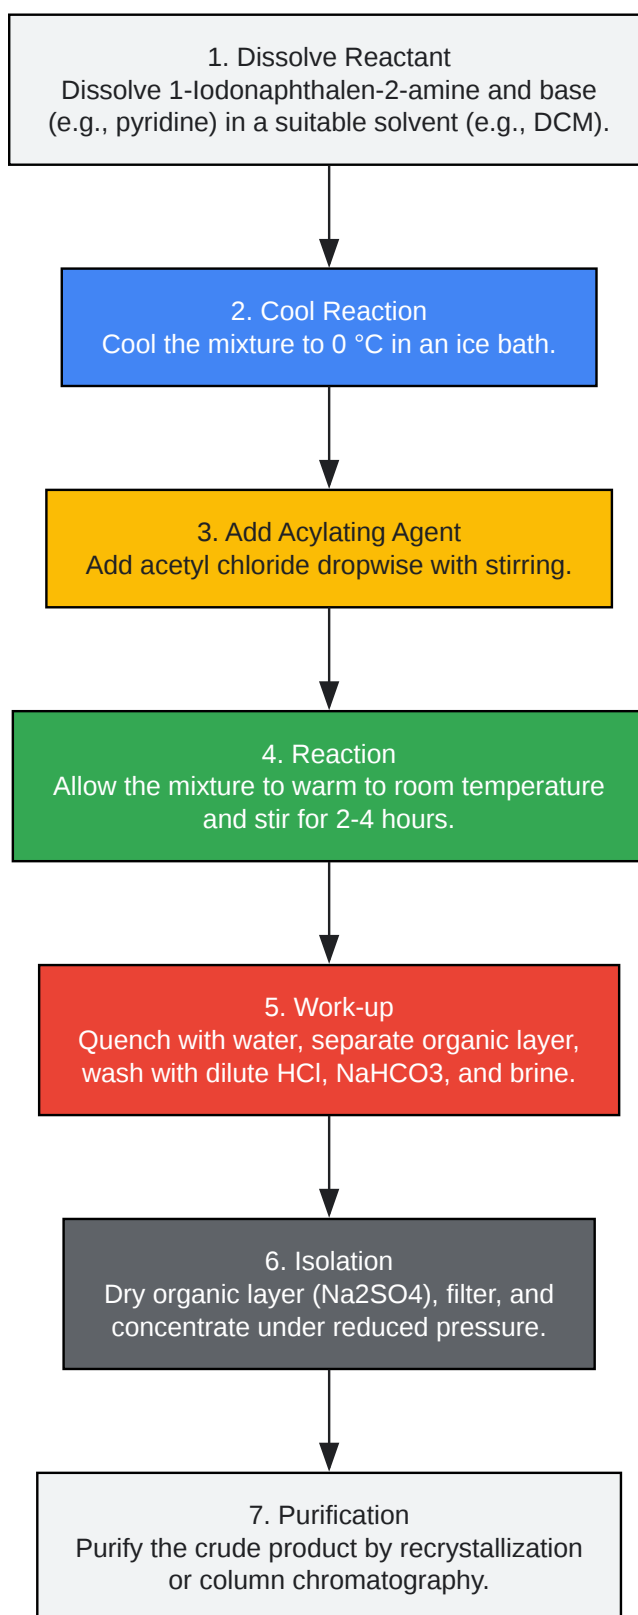 1. Dissolve Reactant
Dissolve 1-Iodonaphthalen-2-amine and base
(e.g., pyridine) in a suitable solvent (e.g., DCM).
2. Cool Reaction
Cool the mixture to 0 °C in an ice bath.
3. Add Acylating Agent
Add acetyl chloride dropwise with stirring.
4. Reaction
Allow the mixture to warm to room temperature
and stir for 2-4 hours.
5. Work-up
Quench with water, separate organic layer,
wash with dilute HCl, NaHCO3, and brine.
6. Isolation
Dry organic layer (Na2SO4), filter, and
concentrate under reduced pressure.
7. Purification
Purify the crude product by recrystallization
or column chromatography.